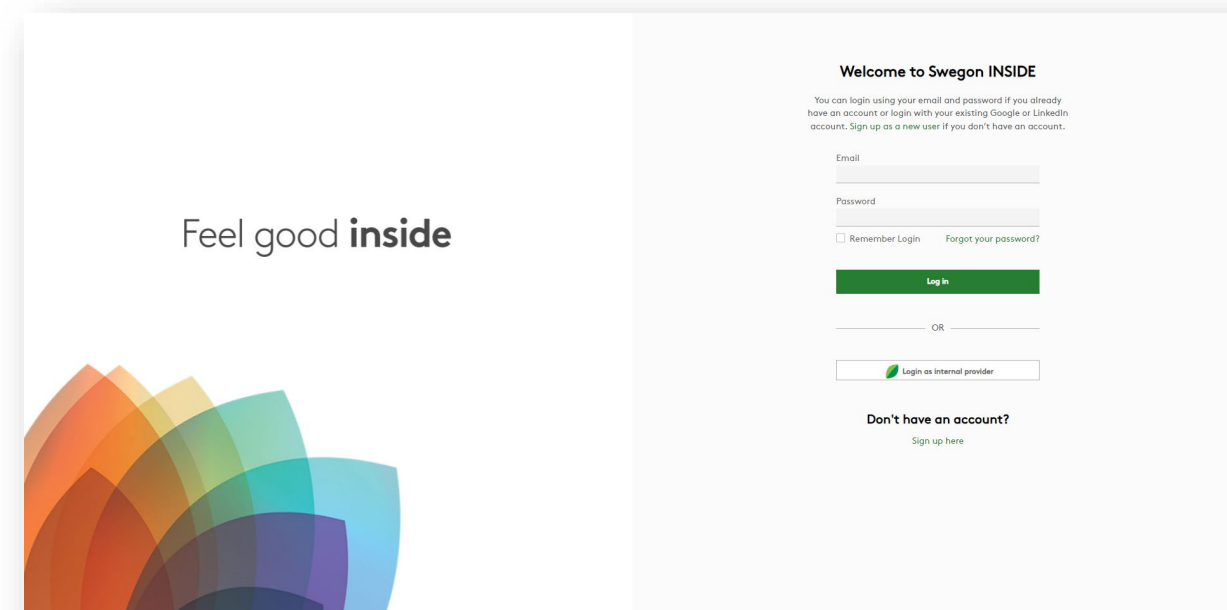 Feel good inside
Welcome to Swegon INSIDE
You can login using your email and password if you already
have an account or login with your existing Google or LinkedIn
account. Sign up as a new user if you don't have an account.
Email
Password
Remember Login Forgot your password?
Log in
OR
Login as internal provider
Don't have an account?
Sign up here